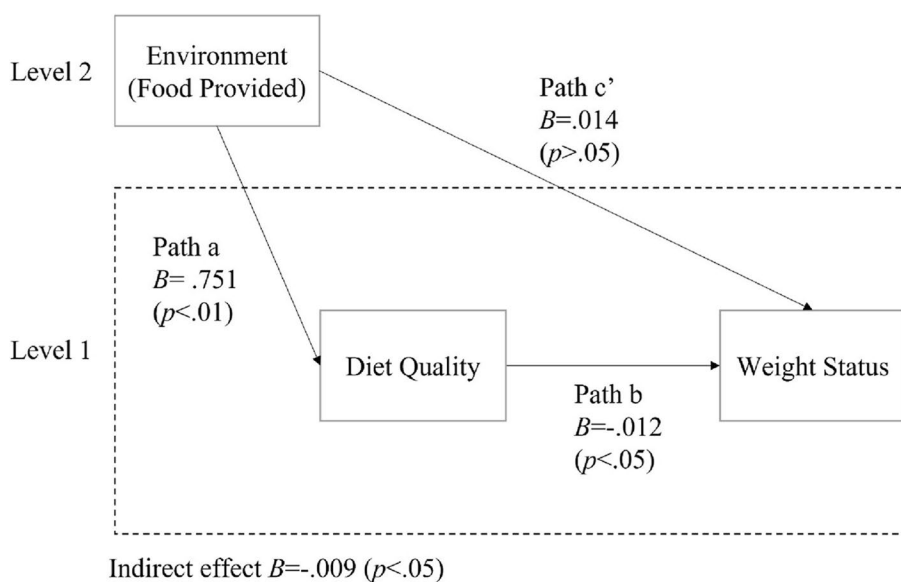 Level 2
Environment
(Food Provided)
Path c’
B=.014
(p>.05)
Path a
B= .751
(p<.01)
Level 1
Diet Quality
Weight Status
Path b
B=-.012
(p<.05)
Indirect effect B=-.009 (p<.05)